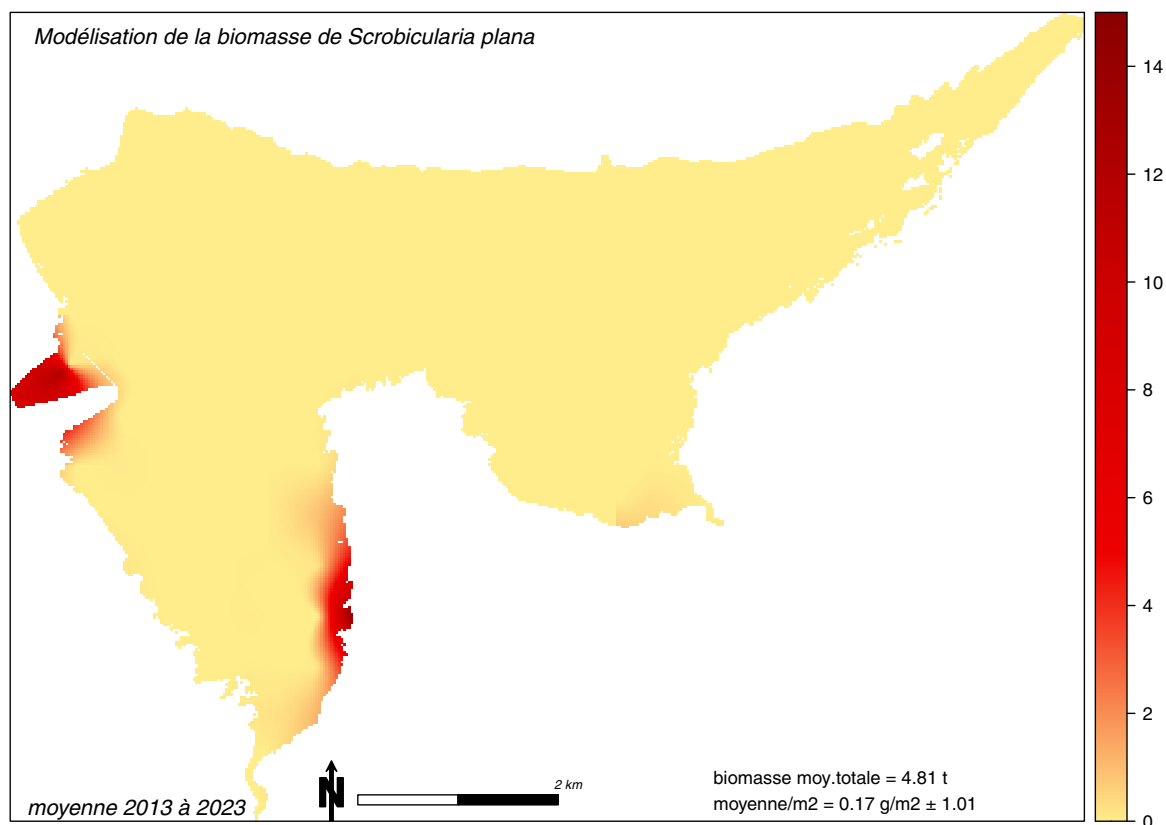 Modélisation de la biomasse de Scrobicularia plana
14
12
10
8
6
4
2
0
N
2 km
biomasse moy.totale = 4.81 t
moyenne/m2 = 0.17 g/m2 ± 1.01
moyenne 2013 à 2023